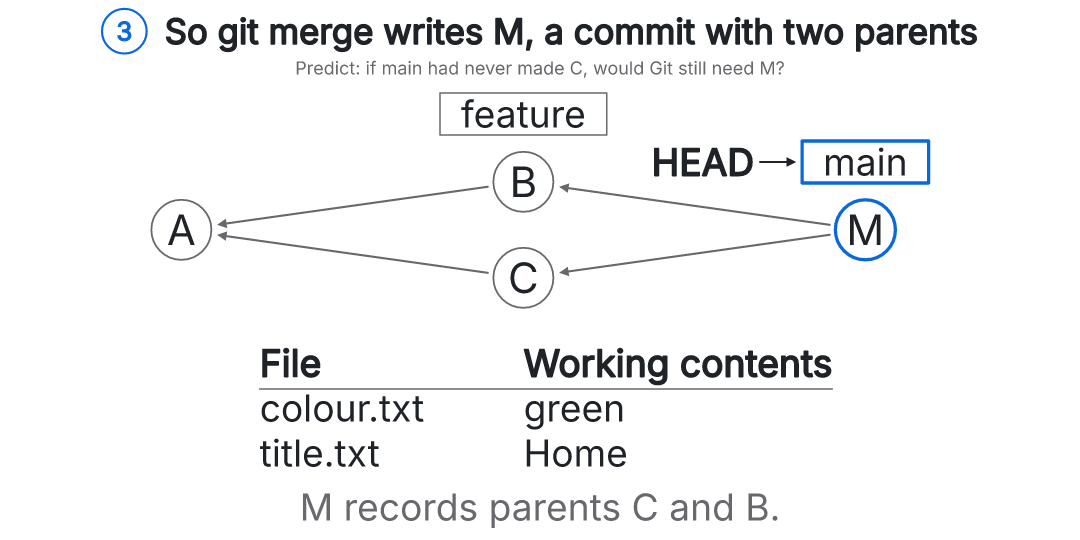 3 So git merge writes M, a commit with two parents
Predict: if main had never made C, would Git still need M?
feature
HEAD main
B
A
M
C
File Working contents
colour.txt green
title.txt Home
M records parents C and B.